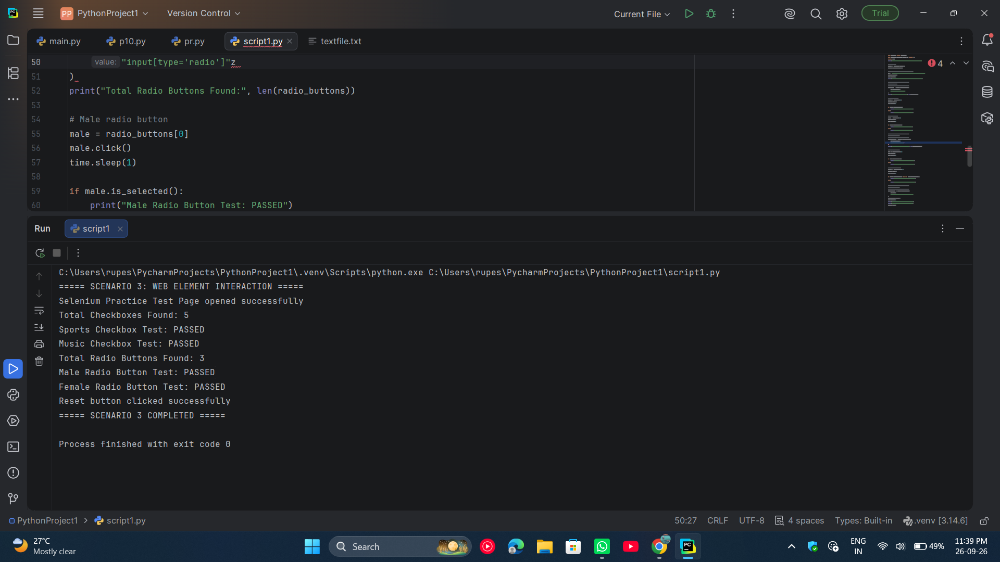 PP PythonProject1 Version Control Current File Trial
main.py p10.py pr.py script1.py textfile.txt
50 value: "input[type='radio']"z 4
51 )
52 print("Total Radio Buttons Found:", len(radio_buttons))
53
54 # Male radio button
55 male = radio_buttons[0]
56 male.click()
57 time.sleep(1)
58
59 if male.is_selected():
60 print("Male Radio Button Test: PASSED")
Run script1
C:\Users\rupes\PycharmProjects\PythonProject1\.venv\Scripts\python.exe C:\Users\rupes\PycharmProjects\PythonProject1\script1.py
===== SCENARIO 3: WEB ELEMENT INTERACTION =====
Selenium Practice Test Page opened successfully
Total Checkboxes Found: 5
Sports Checkbox Test: PASSED
Music Checkbox Test: PASSED
Total Radio Buttons Found: 3
Male Radio Button Test: PASSED
Female Radio Button Test: PASSED
Reset button clicked successfully
===== SCENARIO 3 COMPLETED =====
Process finished with exit code 0
PythonProject1 > script1.py 50:27 CRLF UTF-8 4 spaces Types: Built-in .venv [3.14.6]
27°C
Mostly clear
Search
ENG
IN
49%
11:39 PM
26-09-26